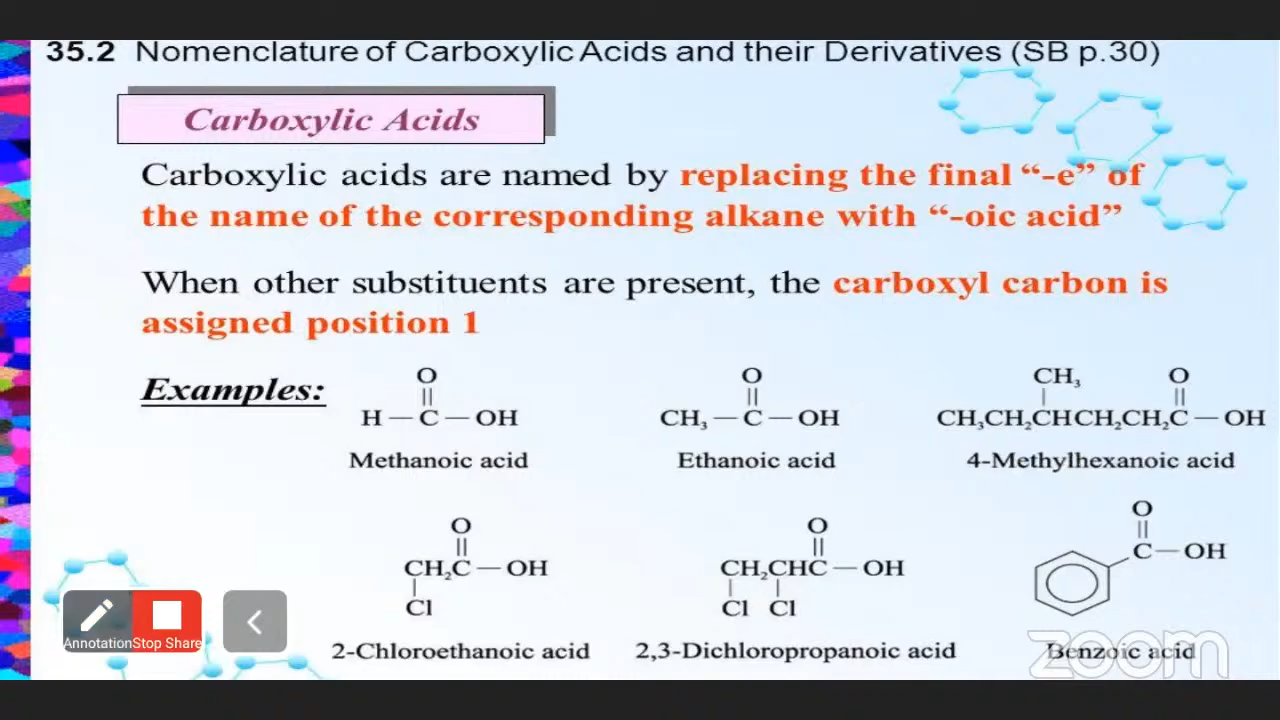 35.2 Nomenclature of Carboxylic Acids and their Derivatives (SB p.30)
Carboxylic Acids
Carboxylic acids are named by replacing the final “-e” of
the name of the corresponding alkane with “-oic acid”
When other substituents are present, the carboxyl carbon is
assigned position 1
Examples:
O
H — C — OH
Methanoic acid
O
CH₃ — C — OH
Ethanoic acid
CH₃ O
CH₃CH₂CHCH₂CH₂C — OH
4-Methylhexanoic acid
O
CH₂C — OH
Cl
2-Chloroethanoic acid
O
CH₂CHC — OH
Cl Cl
2,3-Dichloropropanoic acid
O
C — OH
Benzoic acid
Annotation Stop Share
zoom